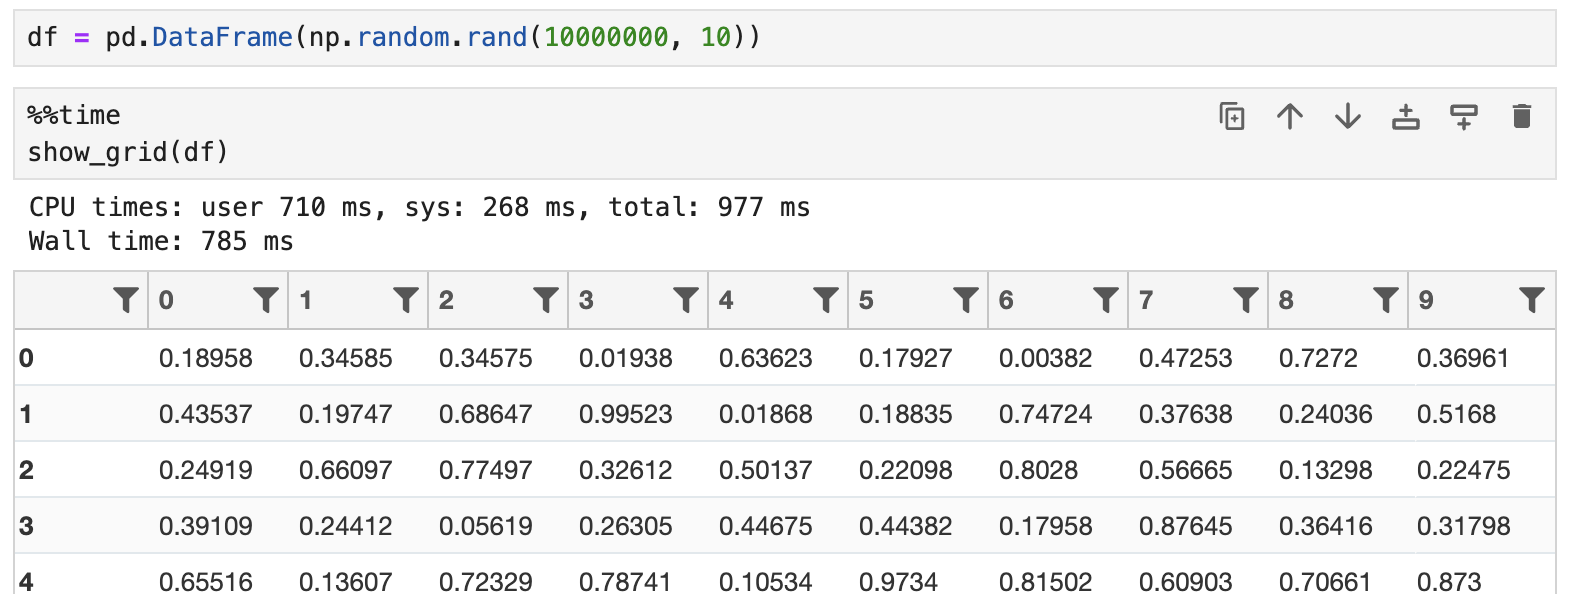 df = pd.DataFrame(np.random.rand(10000000, 10))
%%time
show_grid(df)
CPU times: user 710 ms, sys: 268 ms, total: 977 ms
Wall time: 785 ms
0 1 2 3 4 5 6 7 8 9
0 0.18958 0.34585 0.34575 0.01938 0.63623 0.17927 0.00382 0.47253 0.7272 0.36961
1 0.43537 0.19747 0.68647 0.99523 0.01868 0.18835 0.74724 0.37638 0.24036 0.5168
2 0.24919 0.66097 0.77497 0.32612 0.50137 0.22098 0.8028 0.56665 0.13298 0.22475
3 0.39109 0.24412 0.05619 0.26305 0.44675 0.44382 0.17958 0.87645 0.36416 0.31798
4 0.65516 0.13607 0.72329 0.78741 0.10534 0.9734 0.81502 0.60903 0.70661 0.873